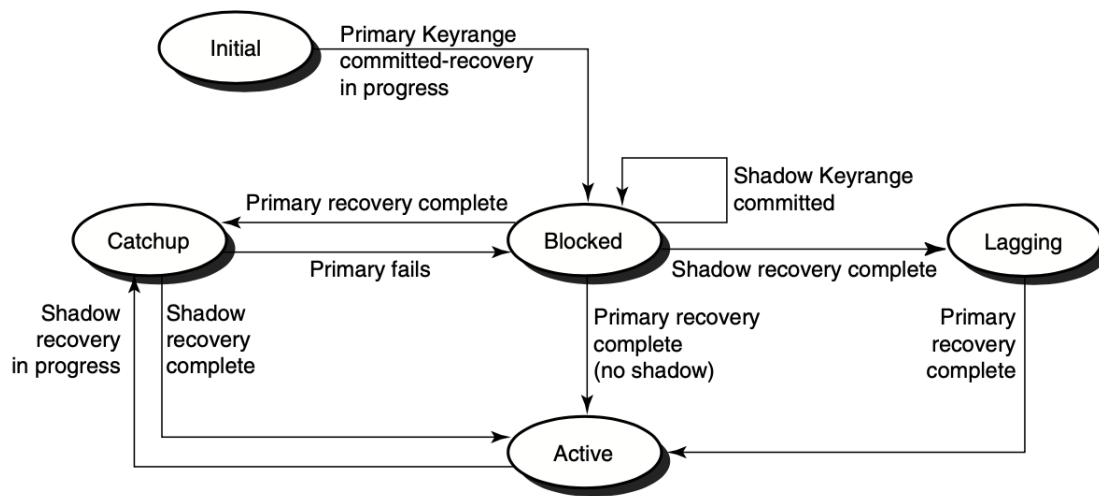 Initial
Primary Keyrange
committed-recovery
in progress
Shadow Keyrange
committed
Primary recovery complete
Catchup
Blocked
Lagging
Primary fails
Shadow recovery complete
Shadow
recovery
in progress
Shadow
recovery
complete
Primary recovery
complete
(no shadow)
Primary
recovery
complete
Active